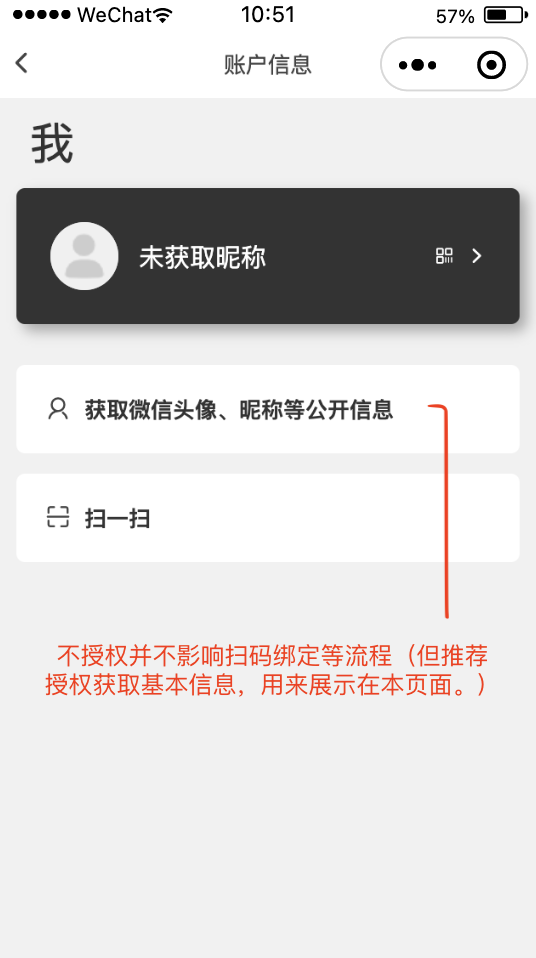 WeChat 10:51 57%
账户信息
我
未获取昵称
获取微信头像、昵称等公开信息
扫一扫
不授权并不影响扫码绑定等流程（但推荐
授权获取基本信息，用来展示在本页面。）